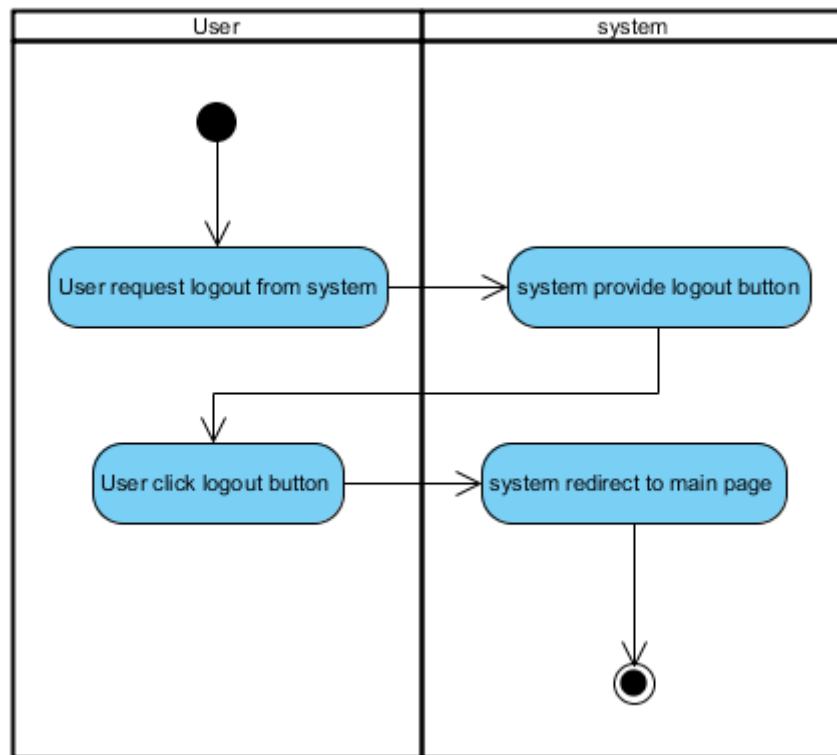 User
system
User request logout from system
system provide logout button
User click logout button
system redirect to main page